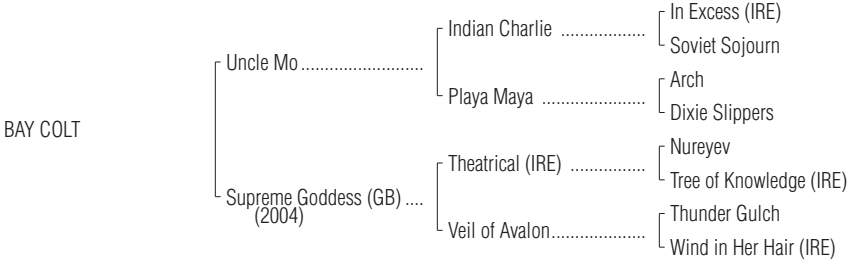 In Excess (IRE)
Indian Charlie ..................
Soviet Sojourn
Uncle Mo ..........................
Arch
Playa Maya ......................
Dixie Slippers
BAY COLT
Nureyev
Theatrical (IRE) ................
Tree of Knowledge (IRE)
Supreme Goddess (GB) ....
(2004)
Thunder Gulch
Veil of Avalon....................
Wind in Her Hair (IRE)